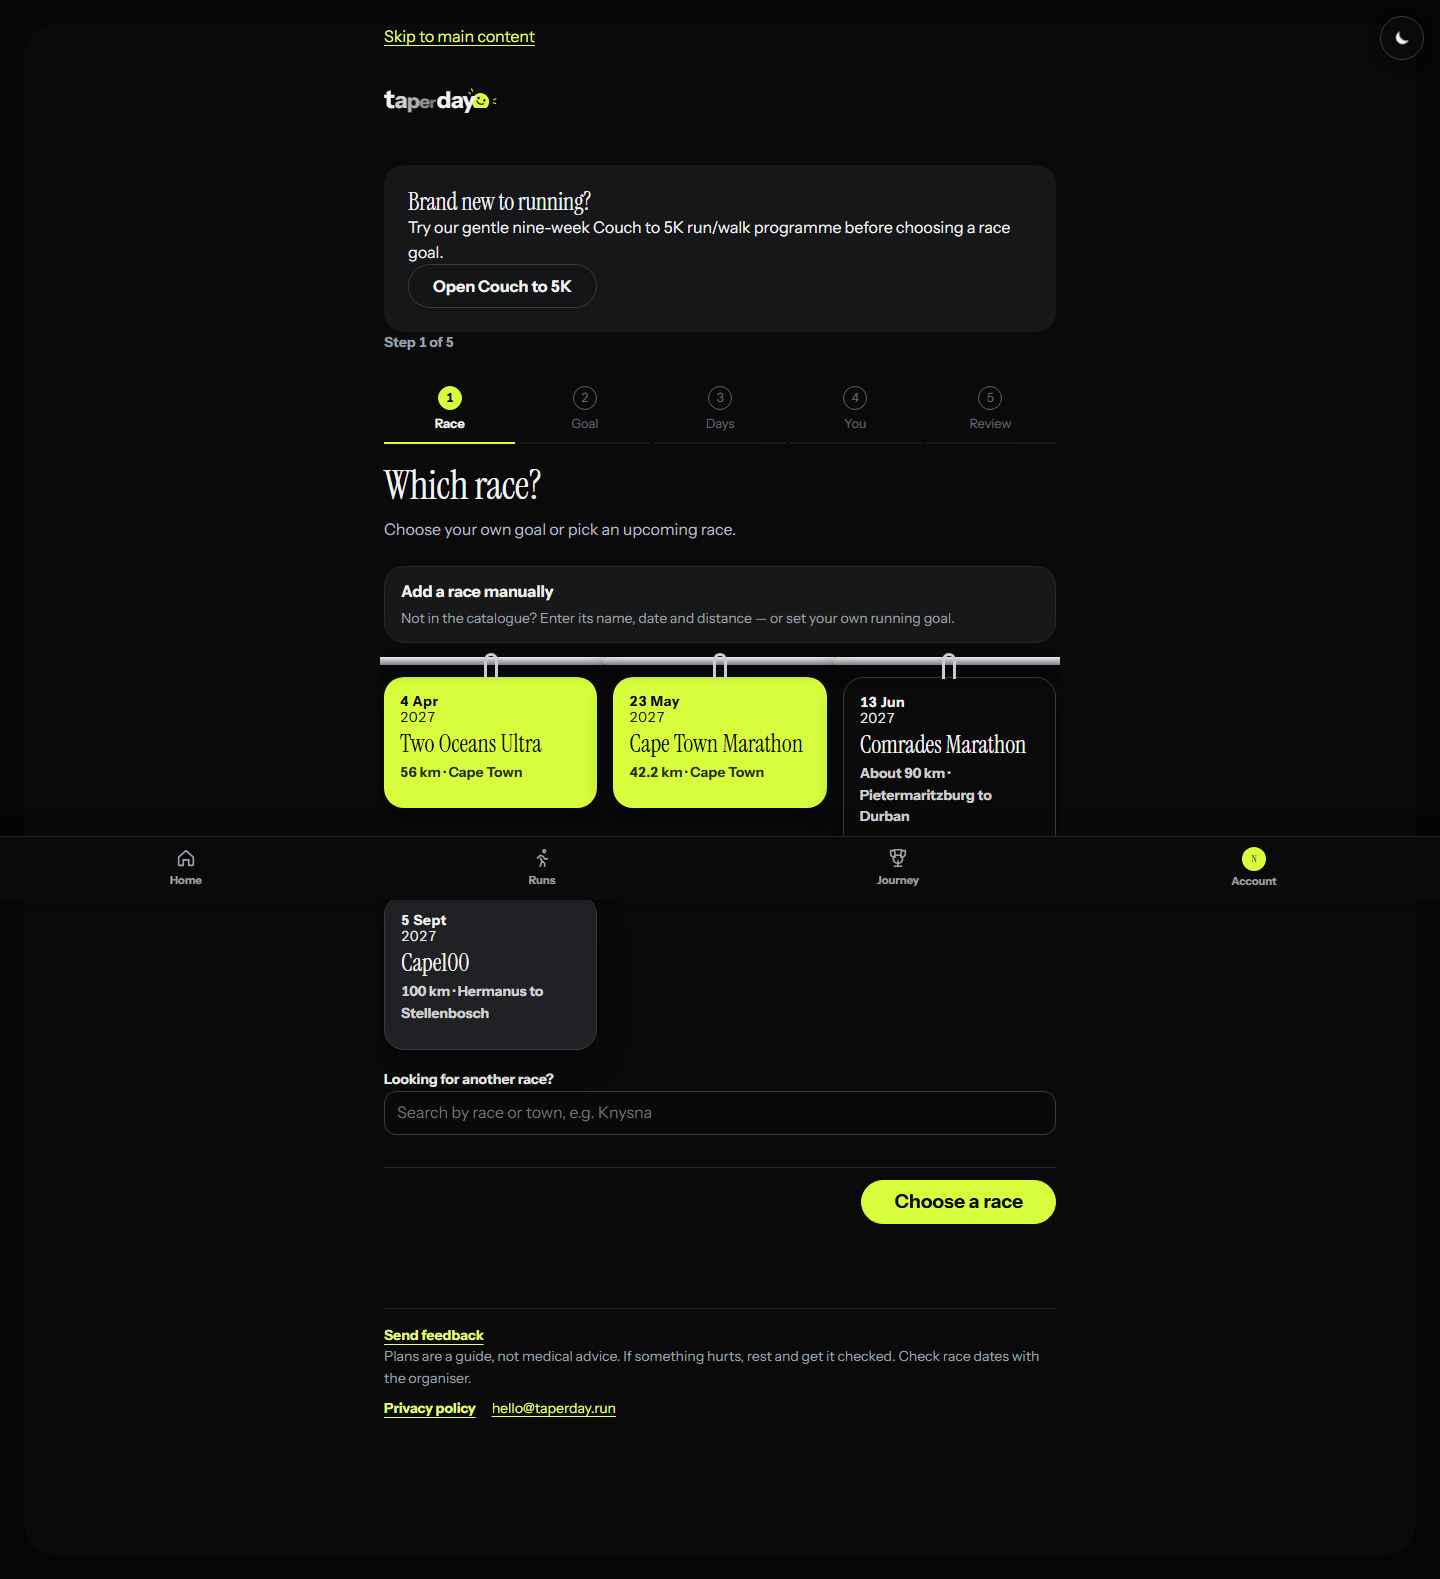 Skip to main content
taperday
Brand new to running?
Try our gentle nine-week Couch to 5K run/walk programme before choosing a race
goal.
Open Couch to 5K
Step 1 of 5
1
2
3
4
5
Race
Goal
Days
You
Review
Which race?
Choose your own goal or pick an upcoming race.
Add a race manually
Not in the catalogue? Enter its name, date and distance — or set your own running goal.
4 Apr
2027
Two Oceans Ultra
56 km · Cape Town
23 May
2027
Cape Town Marathon
42.2 km · Cape Town
13 Jun
2027
Comrades Marathon
About 90 km ·
Pietermaritzburg to
Durban
Home
Runs
Journey
N
Account
5 Sept
2027
Cape100
100 km · Hermanus to
Stellenbosch
Looking for another race?
Search by race or town, e.g. Knysna
Choose a race
Send feedback
Plans are a guide, not medical advice. If something hurts, rest and get it checked. Check race dates with
the organiser.
Privacy policy
hello@taperday.run